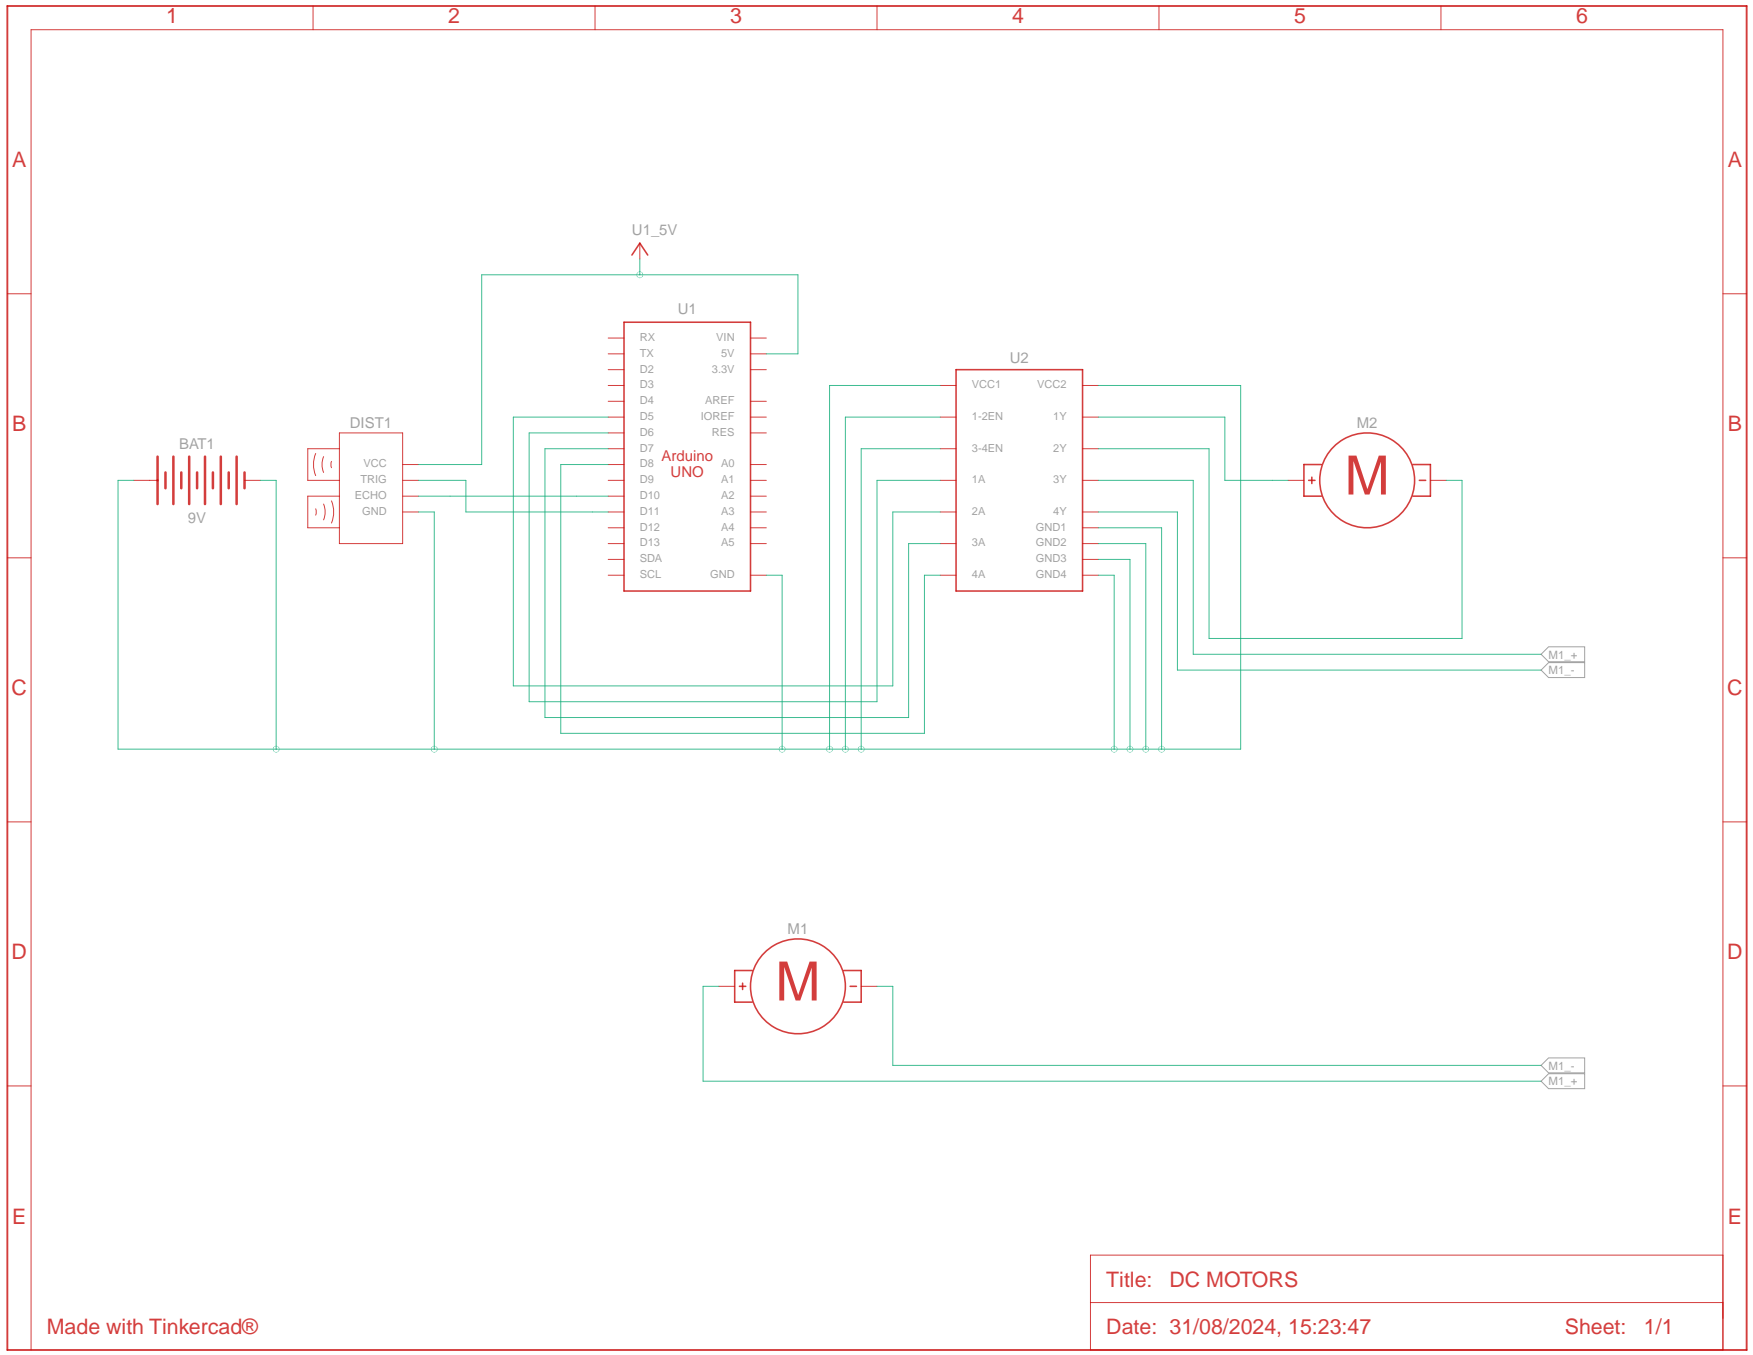 1 2 3 4 5 6
A A
U1_5V
U1
RX VIN
TX 5V
D2 3.3V
D3
D4 AREF
D5 IOREF
D6 RES
D7
Arduino
UNO
D8 A0
D9 A1
D10 A2
D11 A3
D12 A4
D13 A5
SDA
SCL GND
U2
VCC1 VCC2
1-2EN 1Y
3-4EN 2Y
1A 3Y
2A 4Y
GND1
3A GND2
GND3
4A GND4
B B
BAT1
9V
DIST1
VCC
TRIG
ECHO
GND
M2
+ M -
M1_+
M1_-
C C
M1
+ M -
D D
M1_-
M1_+
E E
Title: DC MOTORS
Made with Tinkercad®
Date: 31/08/2024, 15:23:47 Sheet: 1/1